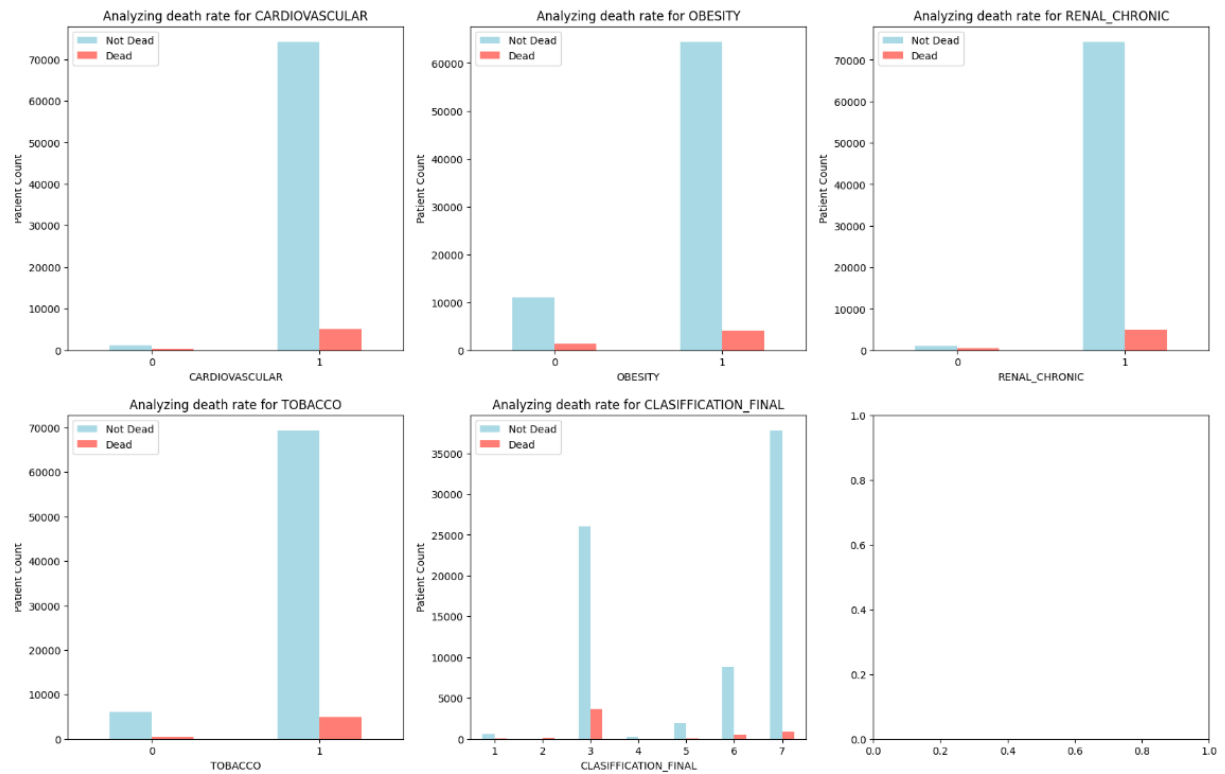 Analyzing death rate for CARDIOVASCULAR
Not Dead
Dead
70000
60000
50000
40000
30000
20000
10000
0
Patient Count
0 1
CARDIOVASCULAR
Analyzing death rate for OBESITY
Not Dead
Dead
60000
50000
40000
30000
20000
10000
0
Patient Count
0 1
OBESITY
Analyzing death rate for RENAL_CHRONIC
Not Dead
Dead
70000
60000
50000
40000
30000
20000
10000
0
Patient Count
0 1
RENAL_CHRONIC
Analyzing death rate for TOBACCO
Not Dead
Dead
70000
60000
50000
40000
30000
20000
10000
0
Patient Count
0 1
TOBACCO
Analyzing death rate for CLASIFFICATION_FINAL
Not Dead
Dead
35000
30000
25000
20000
15000
10000
5000
0
Patient Count
1 2 3 4 5 6 7
CLASIFFICATION_FINAL
1.0
0.8
0.6
0.4
0.2
0.0
0.0 0.2 0.4 0.6 0.8 1.0